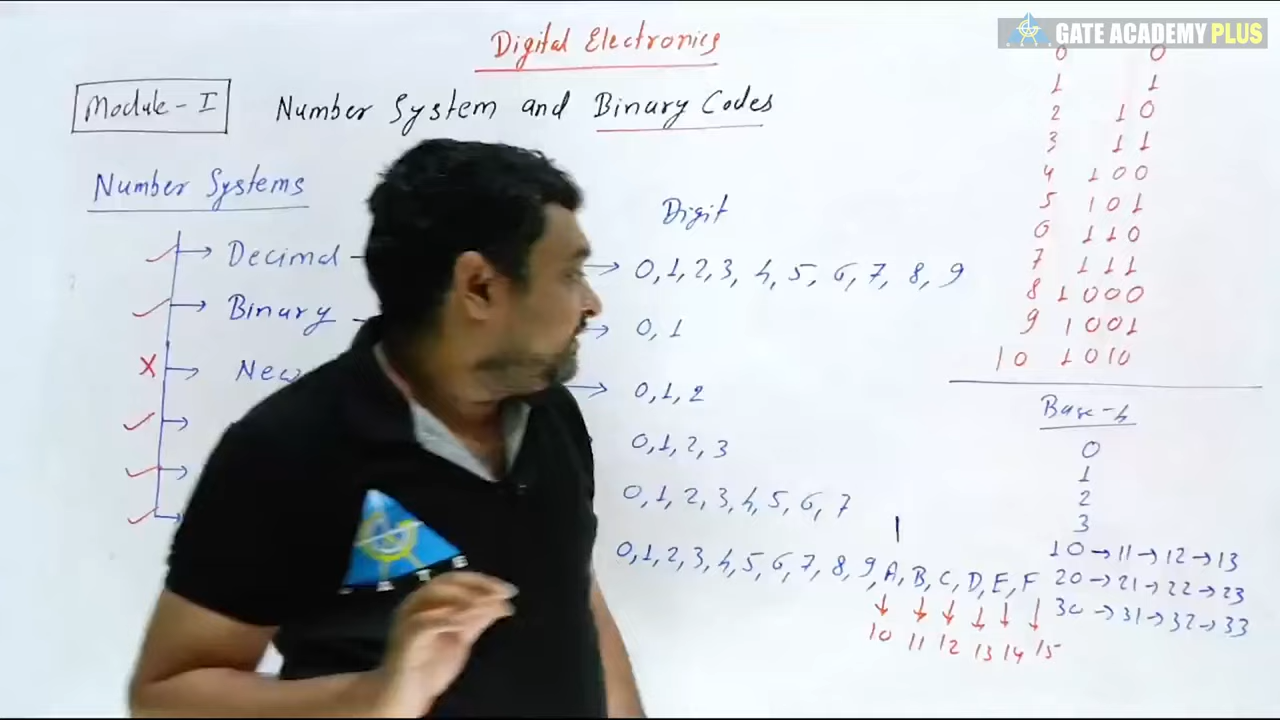 Digital Electronics
GATE ACADEMY PLUS
Module - I
Number System and Binary Codes
Number Systems
Digit
Decimal
0, 1, 2, 3, 4, 5, 6, 7, 8, 9
Binary
0, 1
New
0, 1, 2
0, 1, 2, 3
0, 1, 2, 3, 4, 5, 6, 7
0, 1, 2, 3, 4, 5, 6, 7, 8, 9, A, B, C, D, E, F
10 11 12 13 14 15
0 0
1 1
2 10
3 11
4 100
5 101
6 110
7 111
8 1000
9 1001
10 1010
Base-4
0
1
2
3
10 → 11 → 12 → 13
20 → 21 → 22 → 23
30 → 31 → 32 → 33